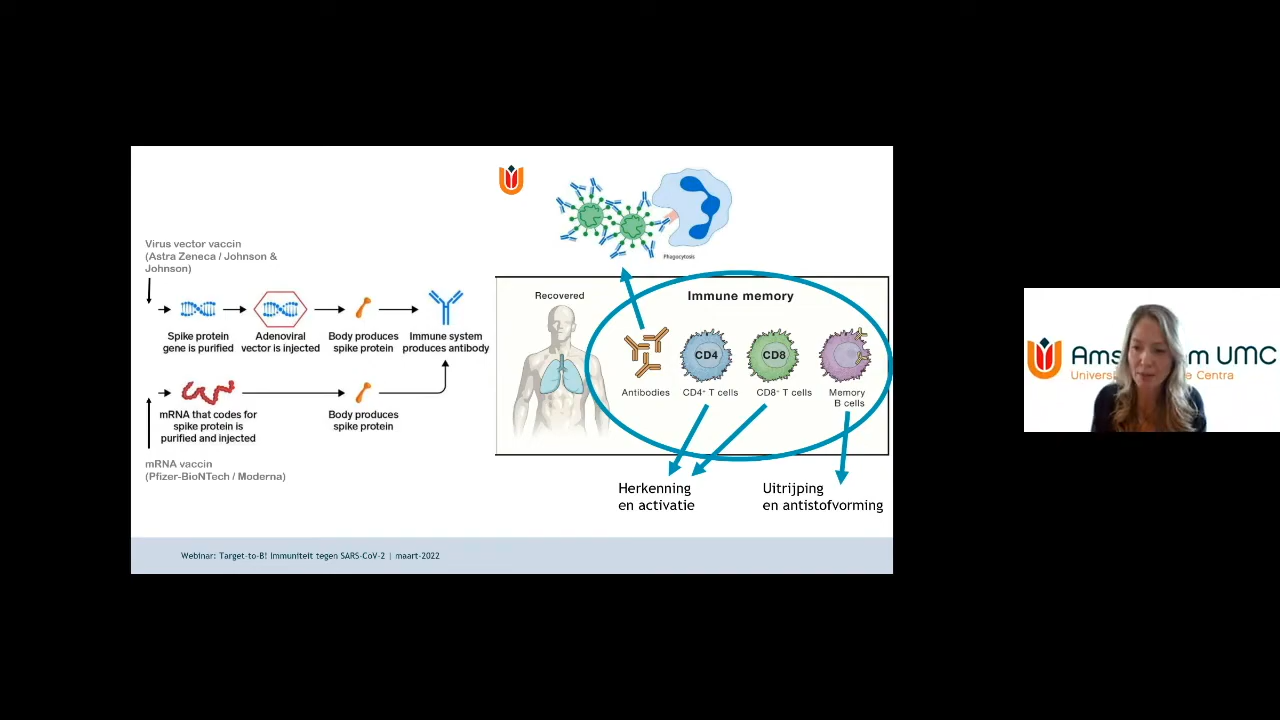 Virus vector vaccin
(Astra Zeneca / Johnson &
Johnson)
Spike protein
gene is purified
Adenoviral
vector is injected
Body produces
spike protein
Immune system
produces antibody
mRNA that codes for
spike protein is
purified and injected
Body produces
spike protein
mRNA vaccin
(Pfizer-BioNTech / Moderna)
Phagocytosis
Recovered
Immune memory
CD4
CD8
Antibodies
CD4⁺ T cells
CD8⁺ T cells
Memory
B cells
Herkenning
en activatie
Uitrijping
en antistofvorming
Webinar: Target-to-B! Immuniteit tegen SARS-CoV-2 | maart-2022
UMC
Centra